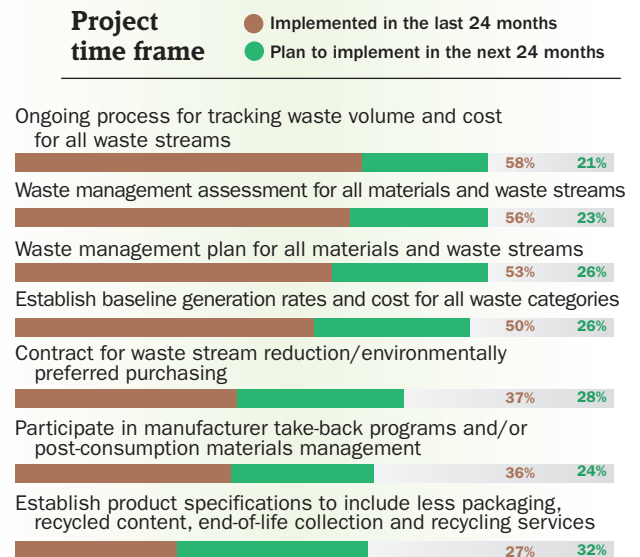 Project
time frame
Implemented in the last 24 months
Plan to implement in the next 24 months
Ongoing process for tracking waste volume and cost
for all waste streams
58% 21%
Waste management assessment for all materials and waste streams
56% 23%
Waste management plan for all materials and waste streams
53% 26%
Establish baseline generation rates and cost for all waste categories
50% 26%
Contract for waste stream reduction/environmentally
preferred purchasing
37% 28%
Participate in manufacturer take-back programs and/or
post-consumption materials management
36% 24%
Establish product specifications to include less packaging,
recycled content, end-of-life collection and recycling services
27% 32%